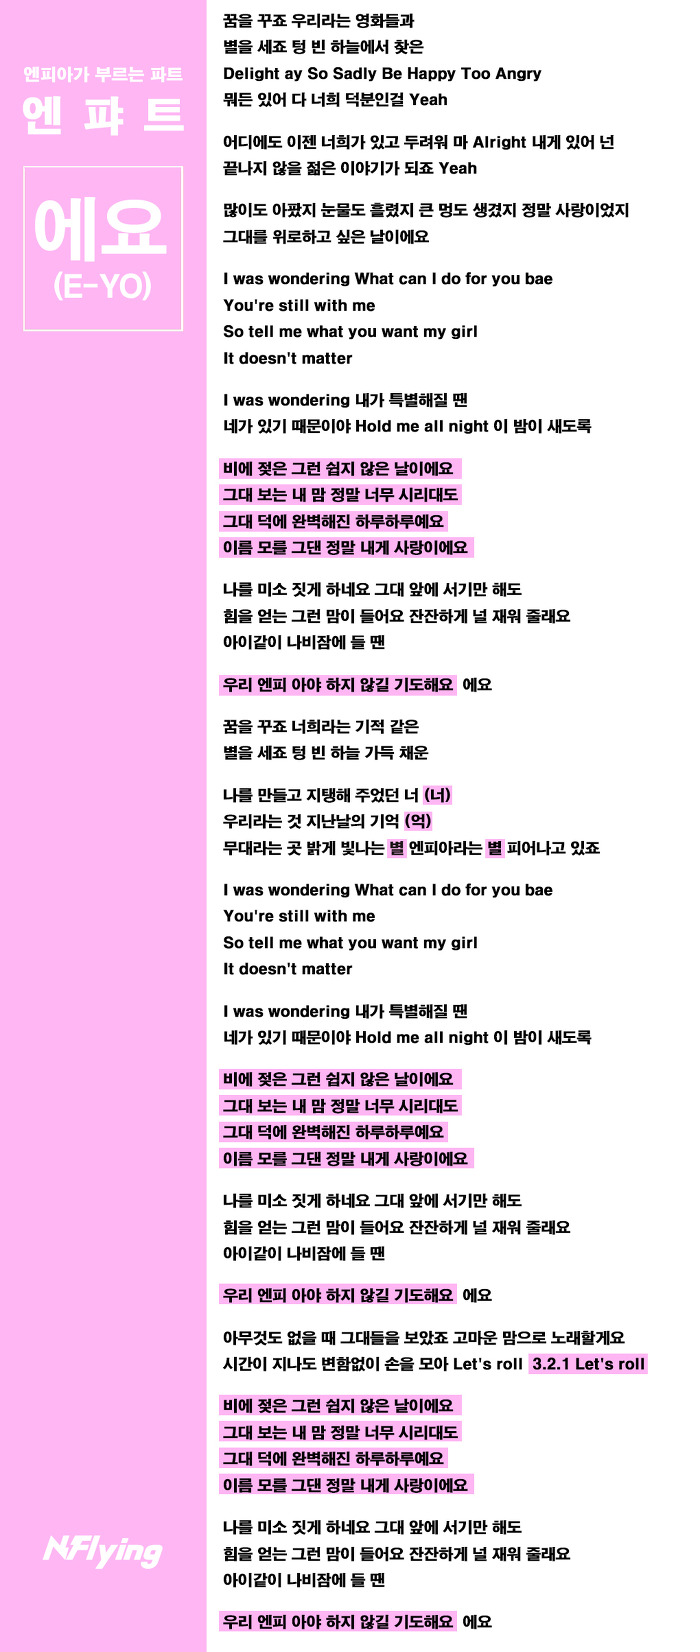 엔피아가 부르는 파트
엔 퍄 트
에요
(E-YO)
꿈을 꾸죠 우리라는 영화들과
별을 세죠 텅 빈 하늘에서 찾은
Delight ay So Sadly Be Happy Too Angry
뭐든 있어 다 너희 덕분인걸 Yeah
어디에도 이젠 너희가 있고 두려워 마 Alright 내게 있어 넌
끝나지 않을 젊은 이야기가 되죠 Yeah
많이도 아팠지 눈물도 흘렸지 큰 멍도 생겼지 정말 사랑이었지
그대를 위로하고 싶은 날이에요
I was wondering What can I do for you bae
You're still with me
So tell me what you want my girl
It doesn't matter
I was wondering 내가 특별해질 땐
네가 있기 때문이야 Hold me all night 이 밤이 새도록
비에 젖은 그런 쉽지 않은 날이에요
그대 보는 내 맘 정말 너무 시리대도
그대 덕에 완벽해진 하루하루예요
이름 모를 그댄 정말 내게 사랑이에요
나를 미소 짓게 하네요 그대 앞에 서기만 해도
힘을 얻는 그런 맘이 들어요 잔잔하게 널 재워 줄래요
아이같이 나비잠에 들 땐
우리 엔피 아야 하지 않길 기도해요 에요
꿈을 꾸죠 너희라는 기적 같은
별을 세죠 텅 빈 하늘 가득 채운
나를 만들고 지탱해 주었던 너 (너)
우리라는 것 지난날의 기억 (억)
무대라는 곳 밝게 빛나는 별 엔피아라는 별 피어나고 있죠
I was wondering What can I do for you bae
You're still with me
So tell me what you want my girl
It doesn't matter
I was wondering 내가 특별해질 땐
네가 있기 때문이야 Hold me all night 이 밤이 새도록
비에 젖은 그런 쉽지 않은 날이에요
그대 보는 내 맘 정말 너무 시리대도
그대 덕에 완벽해진 하루하루예요
이름 모를 그댄 정말 내게 사랑이에요
나를 미소 짓게 하네요 그대 앞에 서기만 해도
힘을 얻는 그런 맘이 들어요 잔잔하게 널 재워 줄래요
아이같이 나비잠에 들 땐
우리 엔피 아야 하지 않길 기도해요 에요
아무것도 없을 때 그대들을 보았죠 고마운 맘으로 노래할게요
시간이 지나도 변함없이 손을 모아 Let's roll 3.2.1 Let's roll
비에 젖은 그런 쉽지 않은 날이에요
그대 보는 내 맘 정말 너무 시리대도
그대 덕에 완벽해진 하루하루예요
이름 모를 그댄 정말 내게 사랑이에요
나를 미소 짓게 하네요 그대 앞에 서기만 해도
힘을 얻는 그런 맘이 들어요 잔잔하게 널 재워 줄래요
아이같이 나비잠에 들 땐
우리 엔피 아야 하지 않길 기도해요 에요
N.Flying